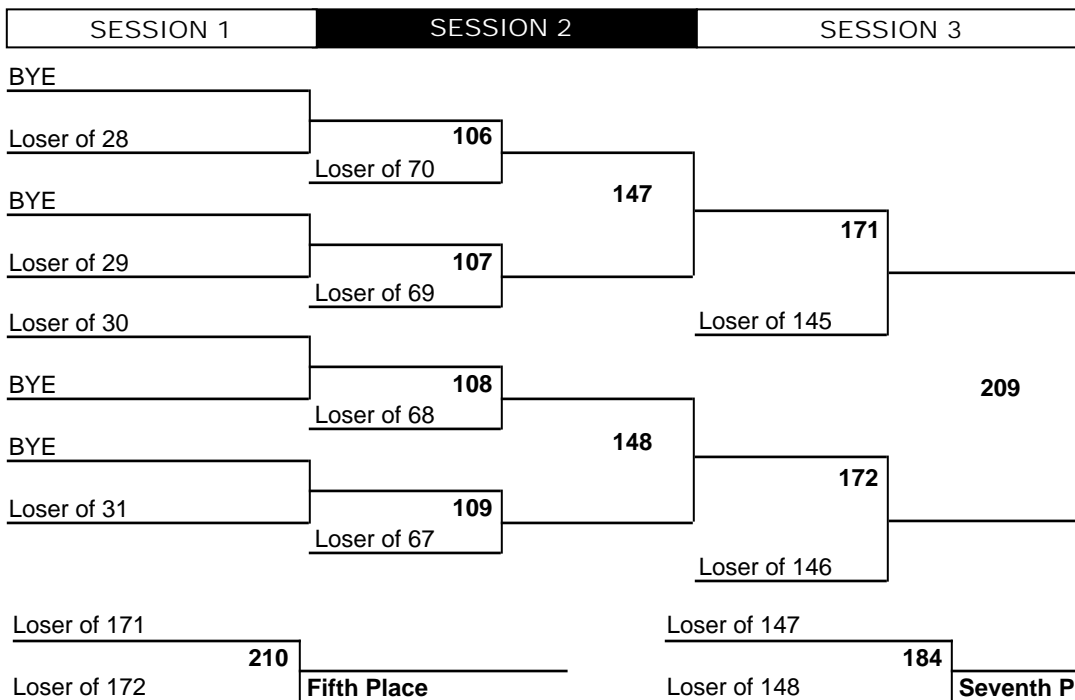 SESSION 1 SESSION 2 SESSION 3
BYE
Loser of 28
106
Loser of 70
147
BYE
171
Loser of 29
107
Loser of 69
Loser of 30
Loser of 145
BYE
108
209
Loser of 68
148
BYE
172
Loser of 31
109
Loser of 67
Loser of 146
Loser of 171
210
Loser of 172
Fifth Place
Loser of 147
184
Loser of 148
Seventh P